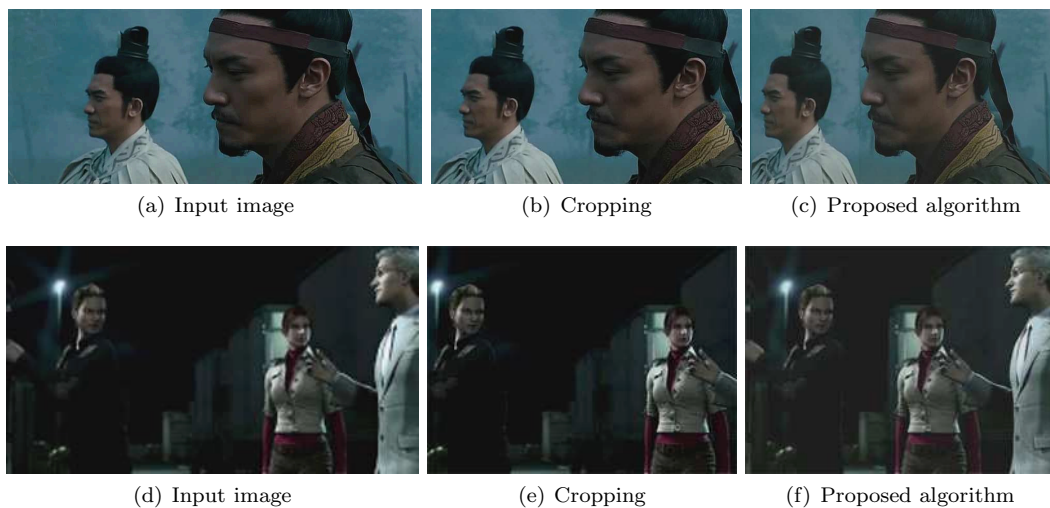 (a) Input image
(b) Cropping
(c) Proposed algorithm
(d) Input image
(e) Cropping
(f) Proposed algorithm